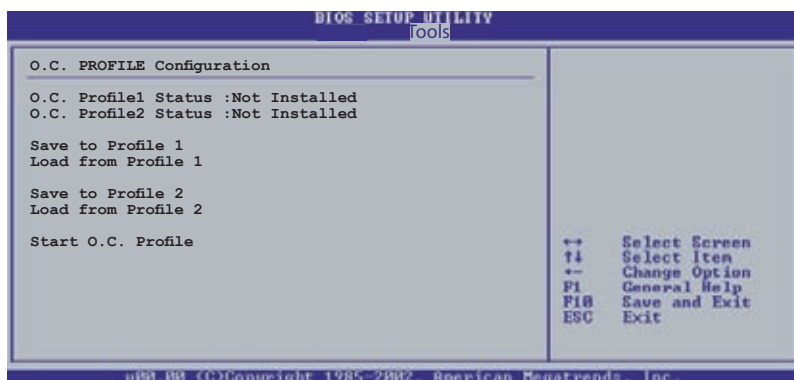 BIOS SETUP UTILITY
Tools
O.C. PROFILE Configuration
O.C. Profile1 Status :Not Installed
O.C. Profile2 Status :Not Installed
Save to Profile 1
Load from Profile 1
Save to Profile 2
Load from Profile 2
Start O.C. Profile
↔ Select Screen
↑↓ Select Item
+- Change Option
F1 General Help
F10 Save and Exit
ESC Exit
v00.00 (C)Copyright 1985-2002, American Megatrends, Inc.